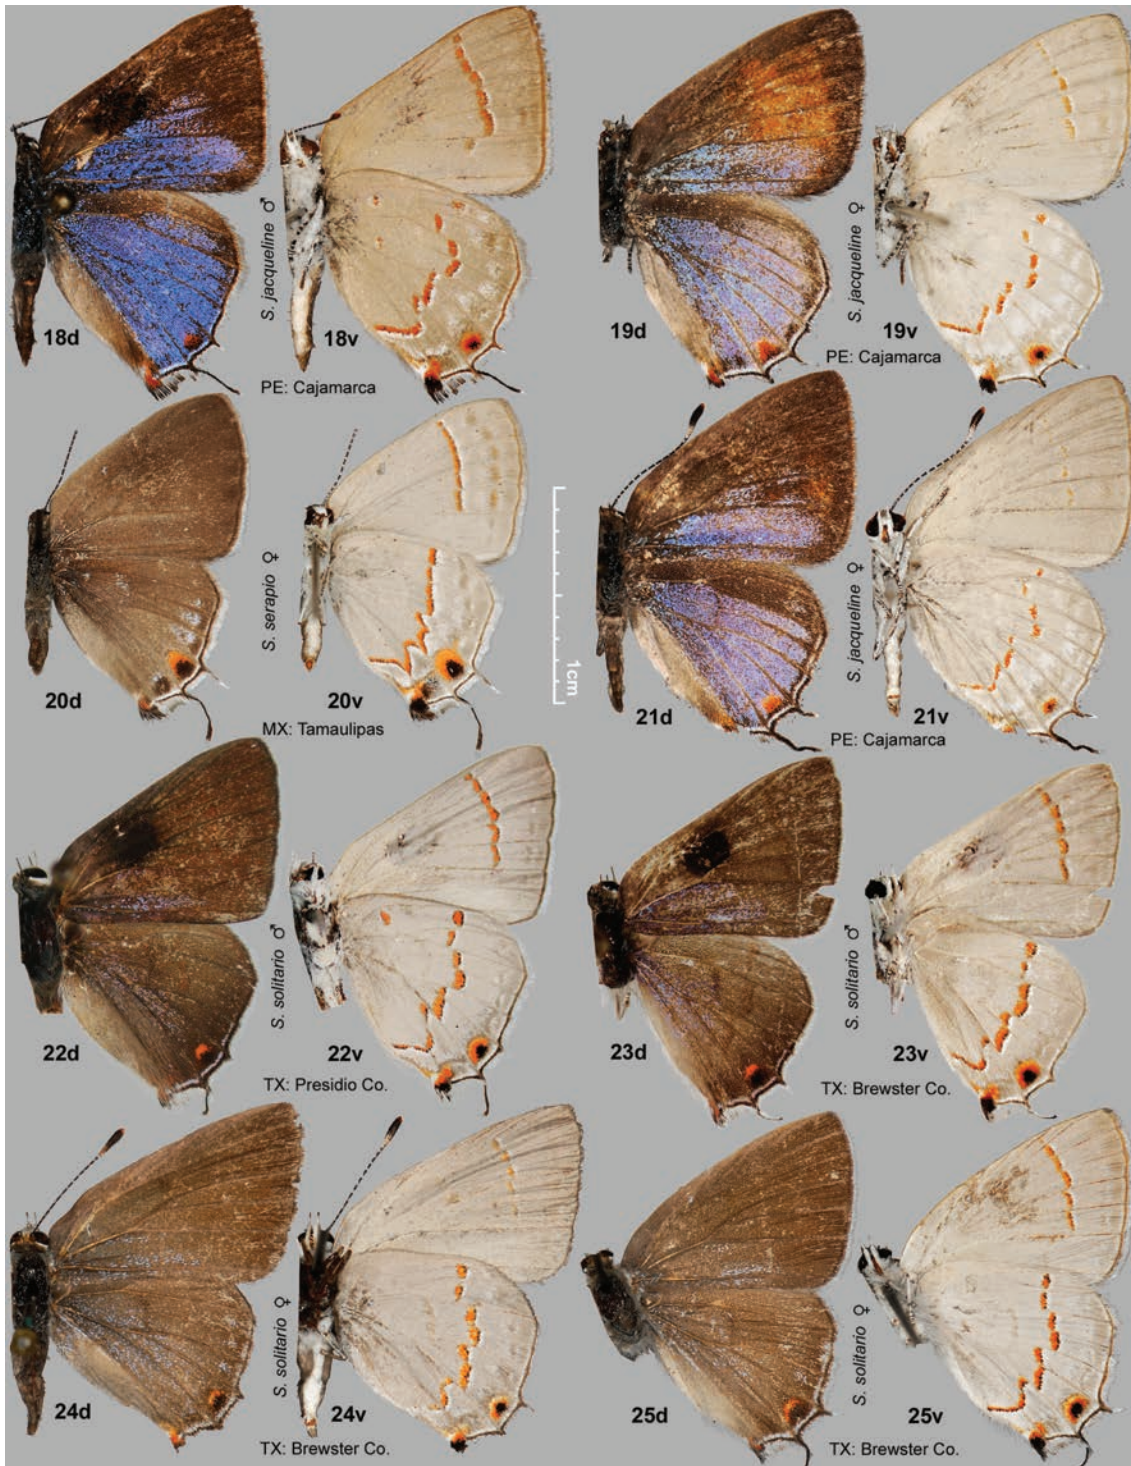 S. jacqueline ♂
18d
18v
PE: Cajamarca
S. jacqueline ♀
19d
19v
PE: Cajamarca
S. serapio ♀
20d
20v
MX: Tamaulipas
1cm
S. jacqueline ♀
21d
21v
PE: Cajamarca
S. solitario ♂
22d
22v
TX: Presidio Co.
S. solitario ♂
23d
23v
TX: Brewster Co.
S. solitario ♀
24d
24v
TX: Brewster Co.
S. solitario ♀
25d
25v
TX: Brewster Co.